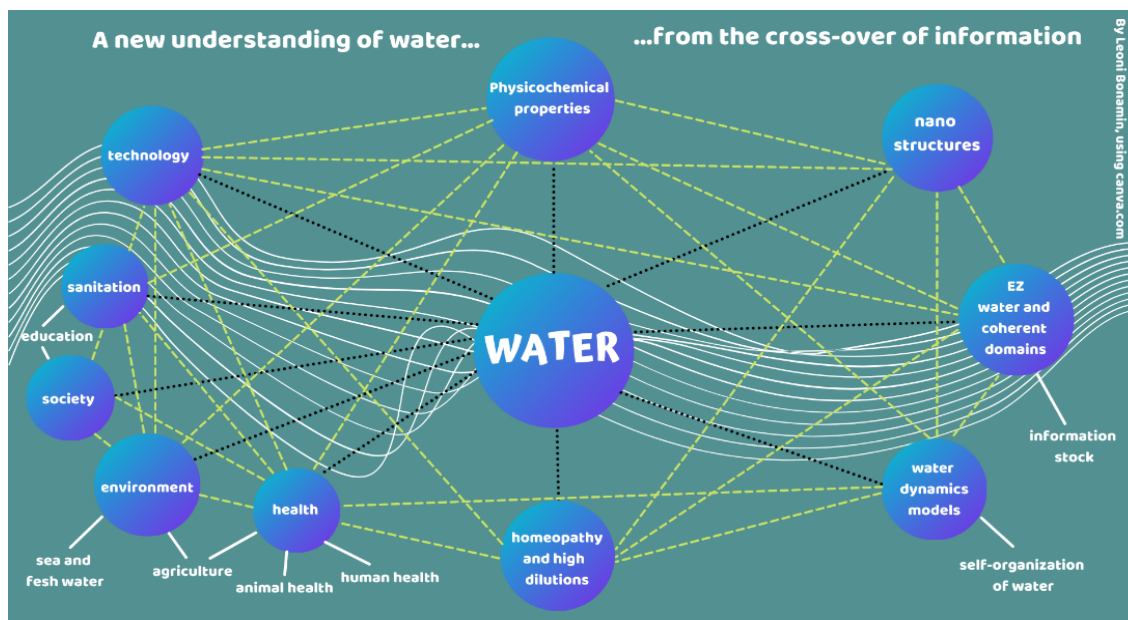 A new understanding of water...
...from the cross-over of information
By Leoni Bonamin, using canva.com
Physicochemical
properties
nano
structures
technology
sanitation
education
society
environment
sea and
fesh water
agriculture
health
animal health
human health
WATER
homeopathy
and high
dilutions
EZ
water and
coherent
domains
information
stock
water
dynamics
models
self-organization
of water